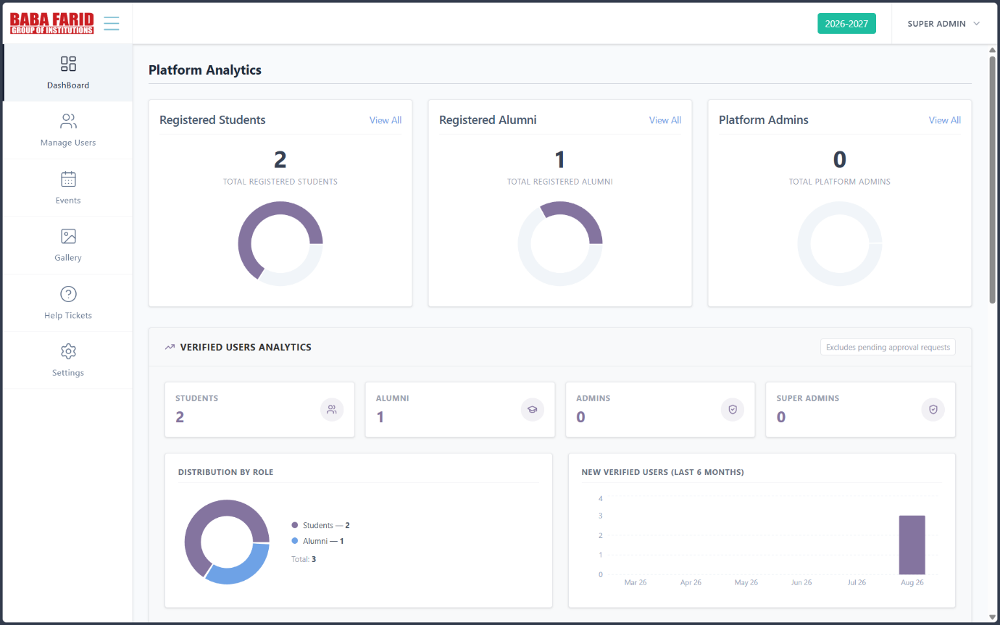 BABA FARID
GROUP OF INSTITUTIONS
2026-2027
SUPER ADMIN
DashBoard
Manage Users
Events
Gallery
Help Tickets
Settings
Platform Analytics
Registered Students
View All
2
TOTAL REGISTERED STUDENTS
Registered Alumni
View All
1
TOTAL REGISTERED ALUMNI
Platform Admins
View All
0
TOTAL PLATFORM ADMINS
VERIFIED USERS ANALYTICS
Excludes pending approval requests
STUDENTS
2
ALUMNI
1
ADMINS
0
SUPER ADMINS
0
DISTRIBUTION BY ROLE
Students — 2
Alumni — 1
Total: 3
NEW VERIFIED USERS (LAST 6 MONTHS)
4
3
2
1
0
Mar 26 Apr 26 May 26 Jun 26 Jul 26 Aug 26